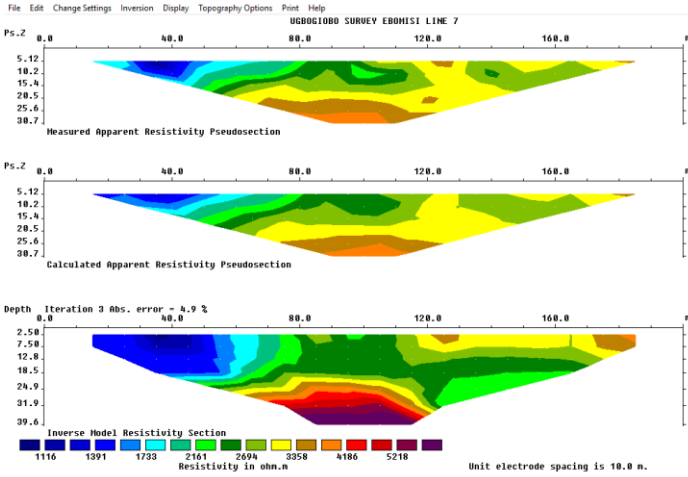 File Edit Change Settings Inversion Display Topography Options Print Help
UGBOGIOBO SURVEY EBOMISI LINE 7
Ps.Z 0.0 40.0 80.0 120.0 160.0 m
5.12
10.2
15.4
20.5
25.6
30.7
Measured Apparent Resistivity Pseudosection
Ps.Z 0.0 40.0 80.0 120.0 160.0 m
5.12
10.2
15.4
20.5
25.6
30.7
Calculated Apparent Resistivity Pseudosection
Depth Iteration 3 Abs. error = 4.9 %
0.0 40.0 80.0 120.0 160.0 m
2.50
7.50
12.8
18.5
24.9
31.9
39.6
Inverse Model Resistivity Section
1116 1391 1733 2161 2694 3358 4186 5218
Resistivity in ohm.m Unit electrode spacing is 10.0 m.